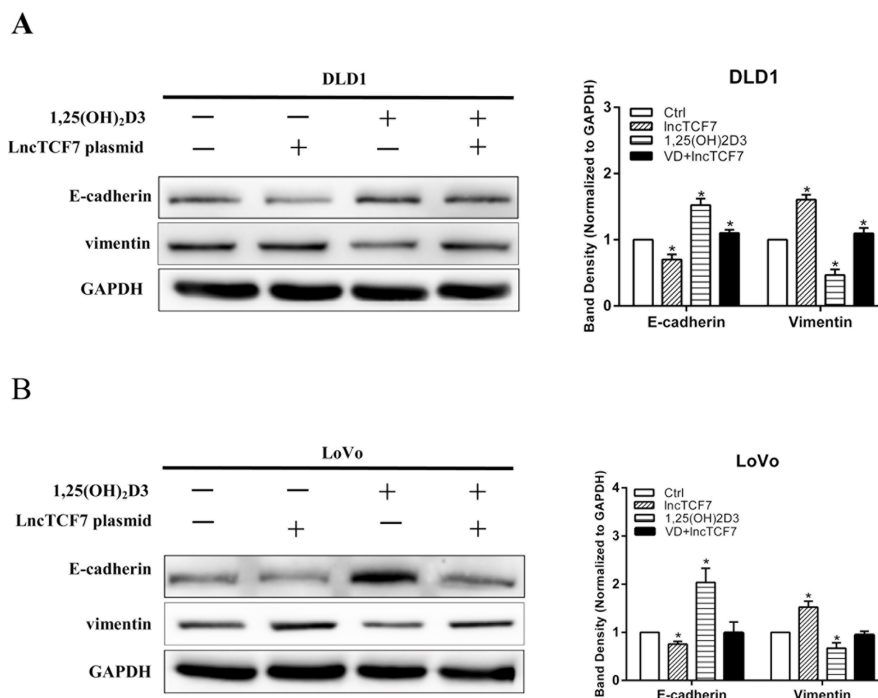 A
DLD1
1,25(OH)₂D3 — — + +
LncTCF7 plasmid — + — +
E-cadherin
vimentin
GAPDH
DLD1
Band Density (Normalized to GAPDH)
3
2
1
0
Ctrl
lncTCF7
1,25(OH)2D3
VD+lncTCF7
* * * * * *
E-cadherin Vimentin
B
LoVo
1,25(OH)₂D3 — — + +
LncTCF7 plasmid — + — +
E-cadherin
vimentin
GAPDH
LoVo
Band Density (Normalized to GAPDH)
4
3
2
1
0
Ctrl
lncTCF7
1,25(OH)2D3
VD+lncTCF7
* * * *
E-cadherin Vimentin